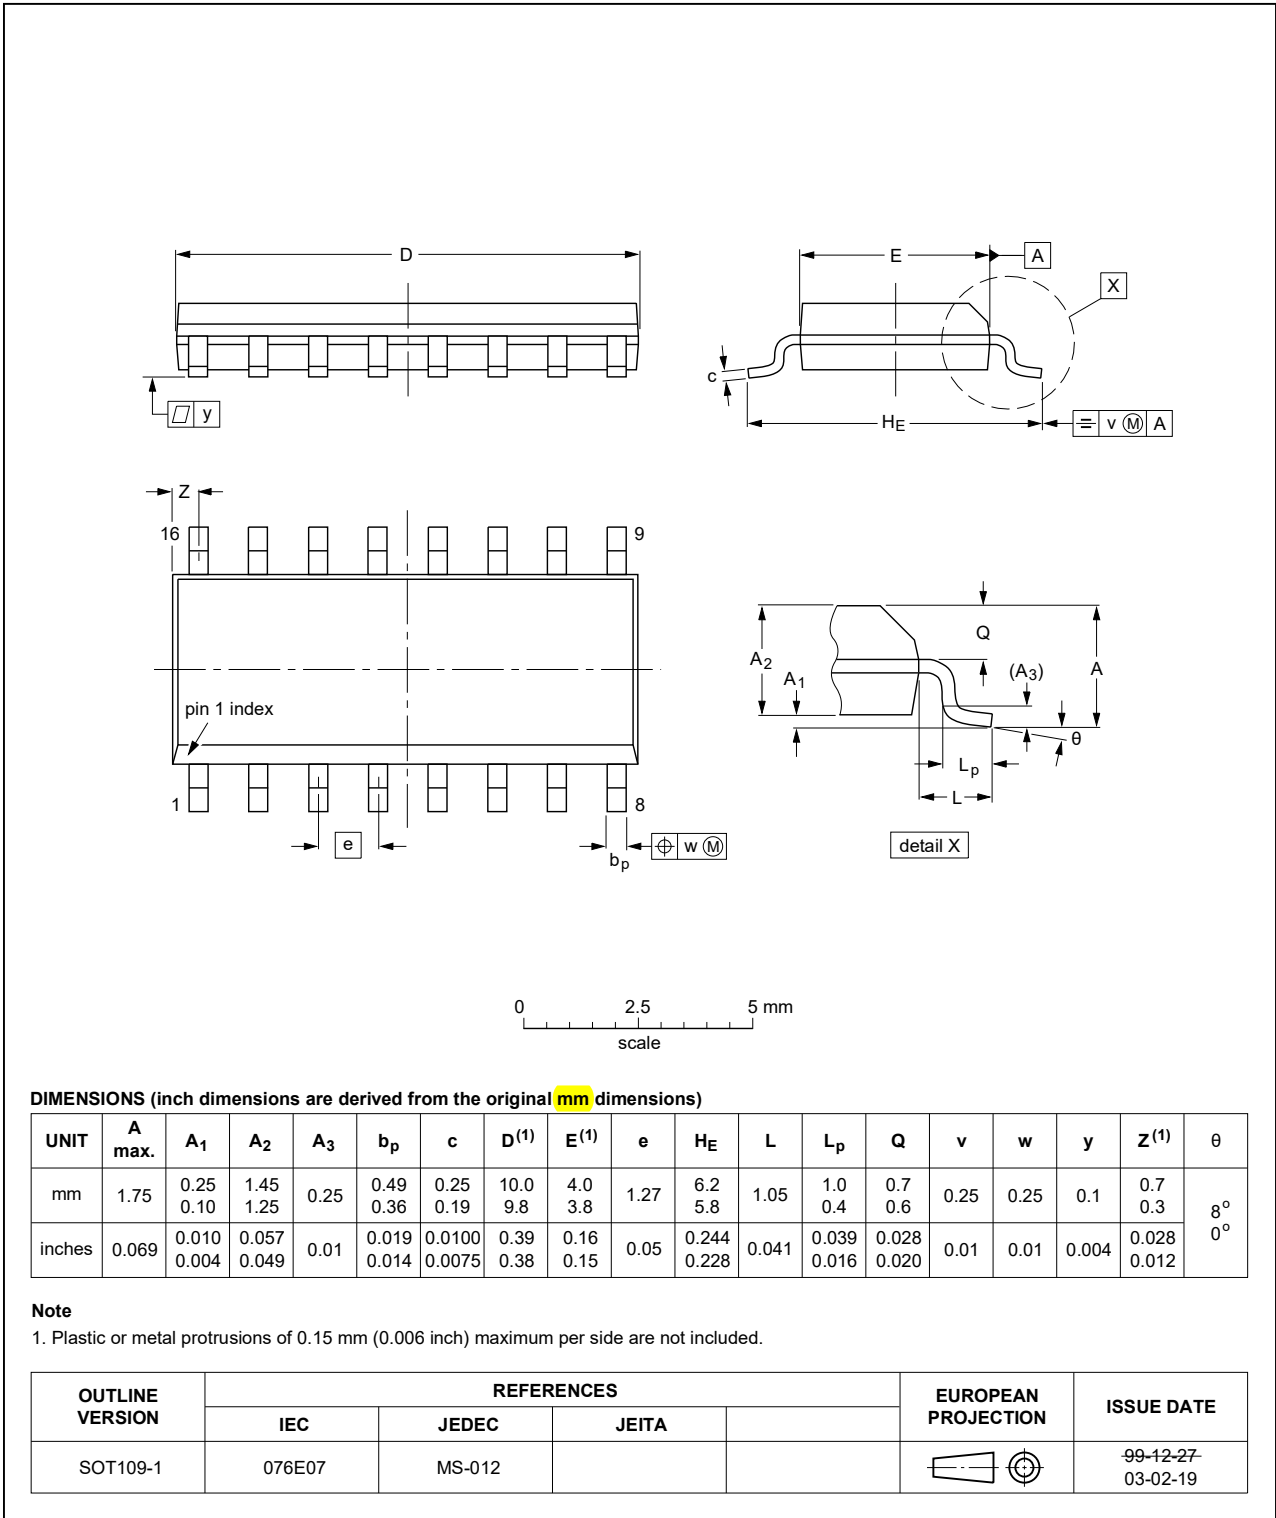 D
E
A
X
c
y
HE
v Ⓜ A
Z
16
9
A2
A1
Q
(A3)
A
θ
pin 1 index
Lp
L
1
8
e
bp
w Ⓜ
detail X
0 2.5 5 mm
scale
DIMENSIONS (inch dimensions are derived from the original mm dimensions)
UNIT A max. A1 A2 A3 bp c D(1) E(1) e HE L Lp Q v w y Z(1) θ
mm 1.75 0.25 0.10 1.45 1.25 0.25 0.49 0.36 0.25 0.19 10.0 9.8 4.0 3.8 1.27 6.2 5.8 1.05 1.0 0.4 0.7 0.6 0.25 0.25 0.1 0.7 0.3 8o 0o
inches 0.069 0.010 0.004 0.057 0.049 0.01 0.019 0.014 0.0100 0.0075 0.39 0.38 0.16 0.15 0.05 0.244 0.228 0.041 0.039 0.016 0.028 0.020 0.01 0.01 0.004 0.028 0.012
Note
1. Plastic or metal protrusions of 0.15 mm (0.006 inch) maximum per side are not included.
OUTLINE VERSION REFERENCES EUROPEAN PROJECTION ISSUE DATE
IEC JEDEC JEITA
SOT109-1 076E07 MS-012 99-12-27
03-02-19